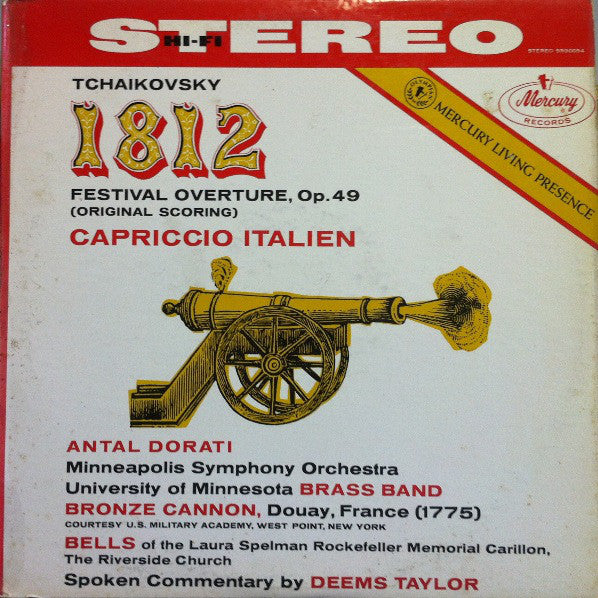 STEREO
HI-FI
STEREO SR90054
TCHAIKOVSKY
1812
FESTIVAL OVERTURE, Op. 49
(ORIGINAL SCORING)
CAPRICCIO ITALIEN
MERCURY LIVING PRESENCE
Mercury
RECORDS
ANTAL DORATI
Minneapolis Symphony Orchestra
University of Minnesota BRASS BAND
BRONZE CANNON, Douay, France (1775)
COURTESY U.S. MILITARY ACADEMY, WEST POINT, NEW YORK
BELLS of the Laura Spelman Rockefeller Memorial Carillon,
The Riverside Church
Spoken Commentary by DEEMS TAYLOR